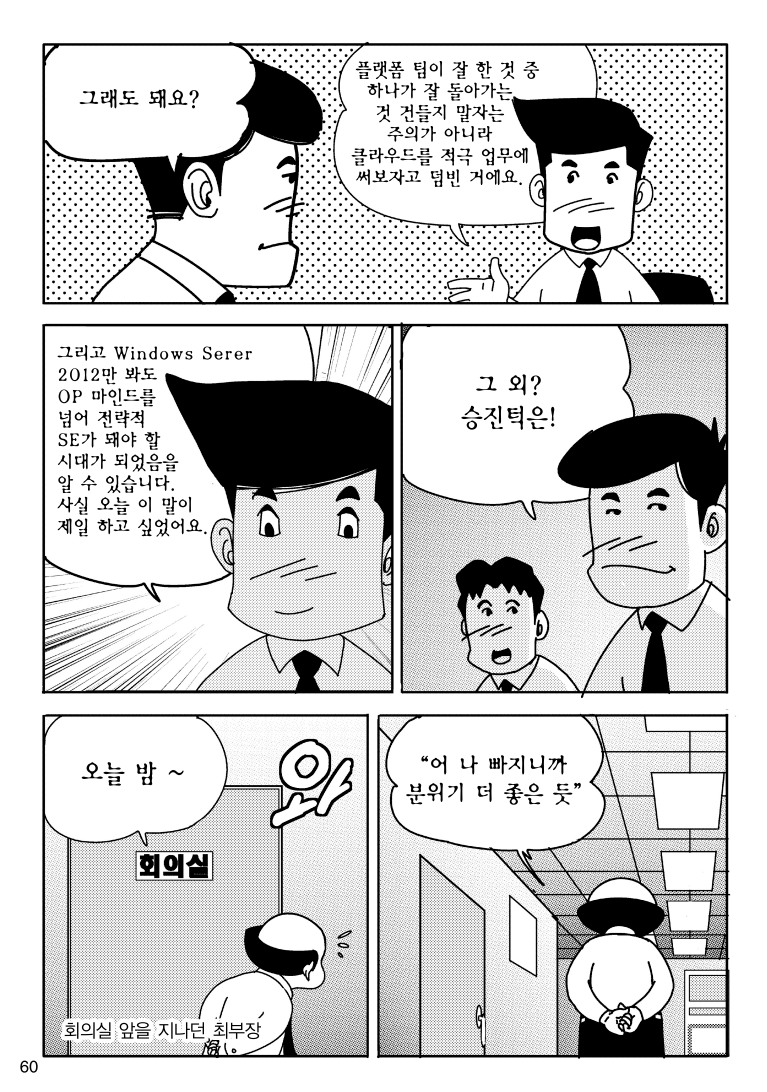 그래도 돼요?
플랫폼 팀이 잘 한 것 중
하나가 잘 돌아가는
것 건들지 말자는
주의가 아니라
클라우드를 적극 업무에
써보자고 덤빈 거에요.
그리고 Windows Serer
2012만 봐도
OP 마인드를
넘어 전략적
SE가 돼야 할
시대가 되었음을
알 수 있습니다.
사실 오늘 이 말이
제일 하고 싶었어요.
그 외?
승진턱은!
오늘 밤 ~
와
회의실
회의실 앞을 지나던 최부장
“어 나 빠지니까
분위기 더 좋은 듯”
60